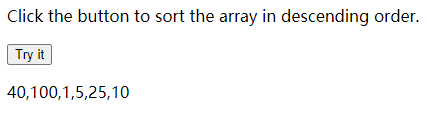 Click the button to sort the array in descending order.
Try it
40,100,1,5,25,10